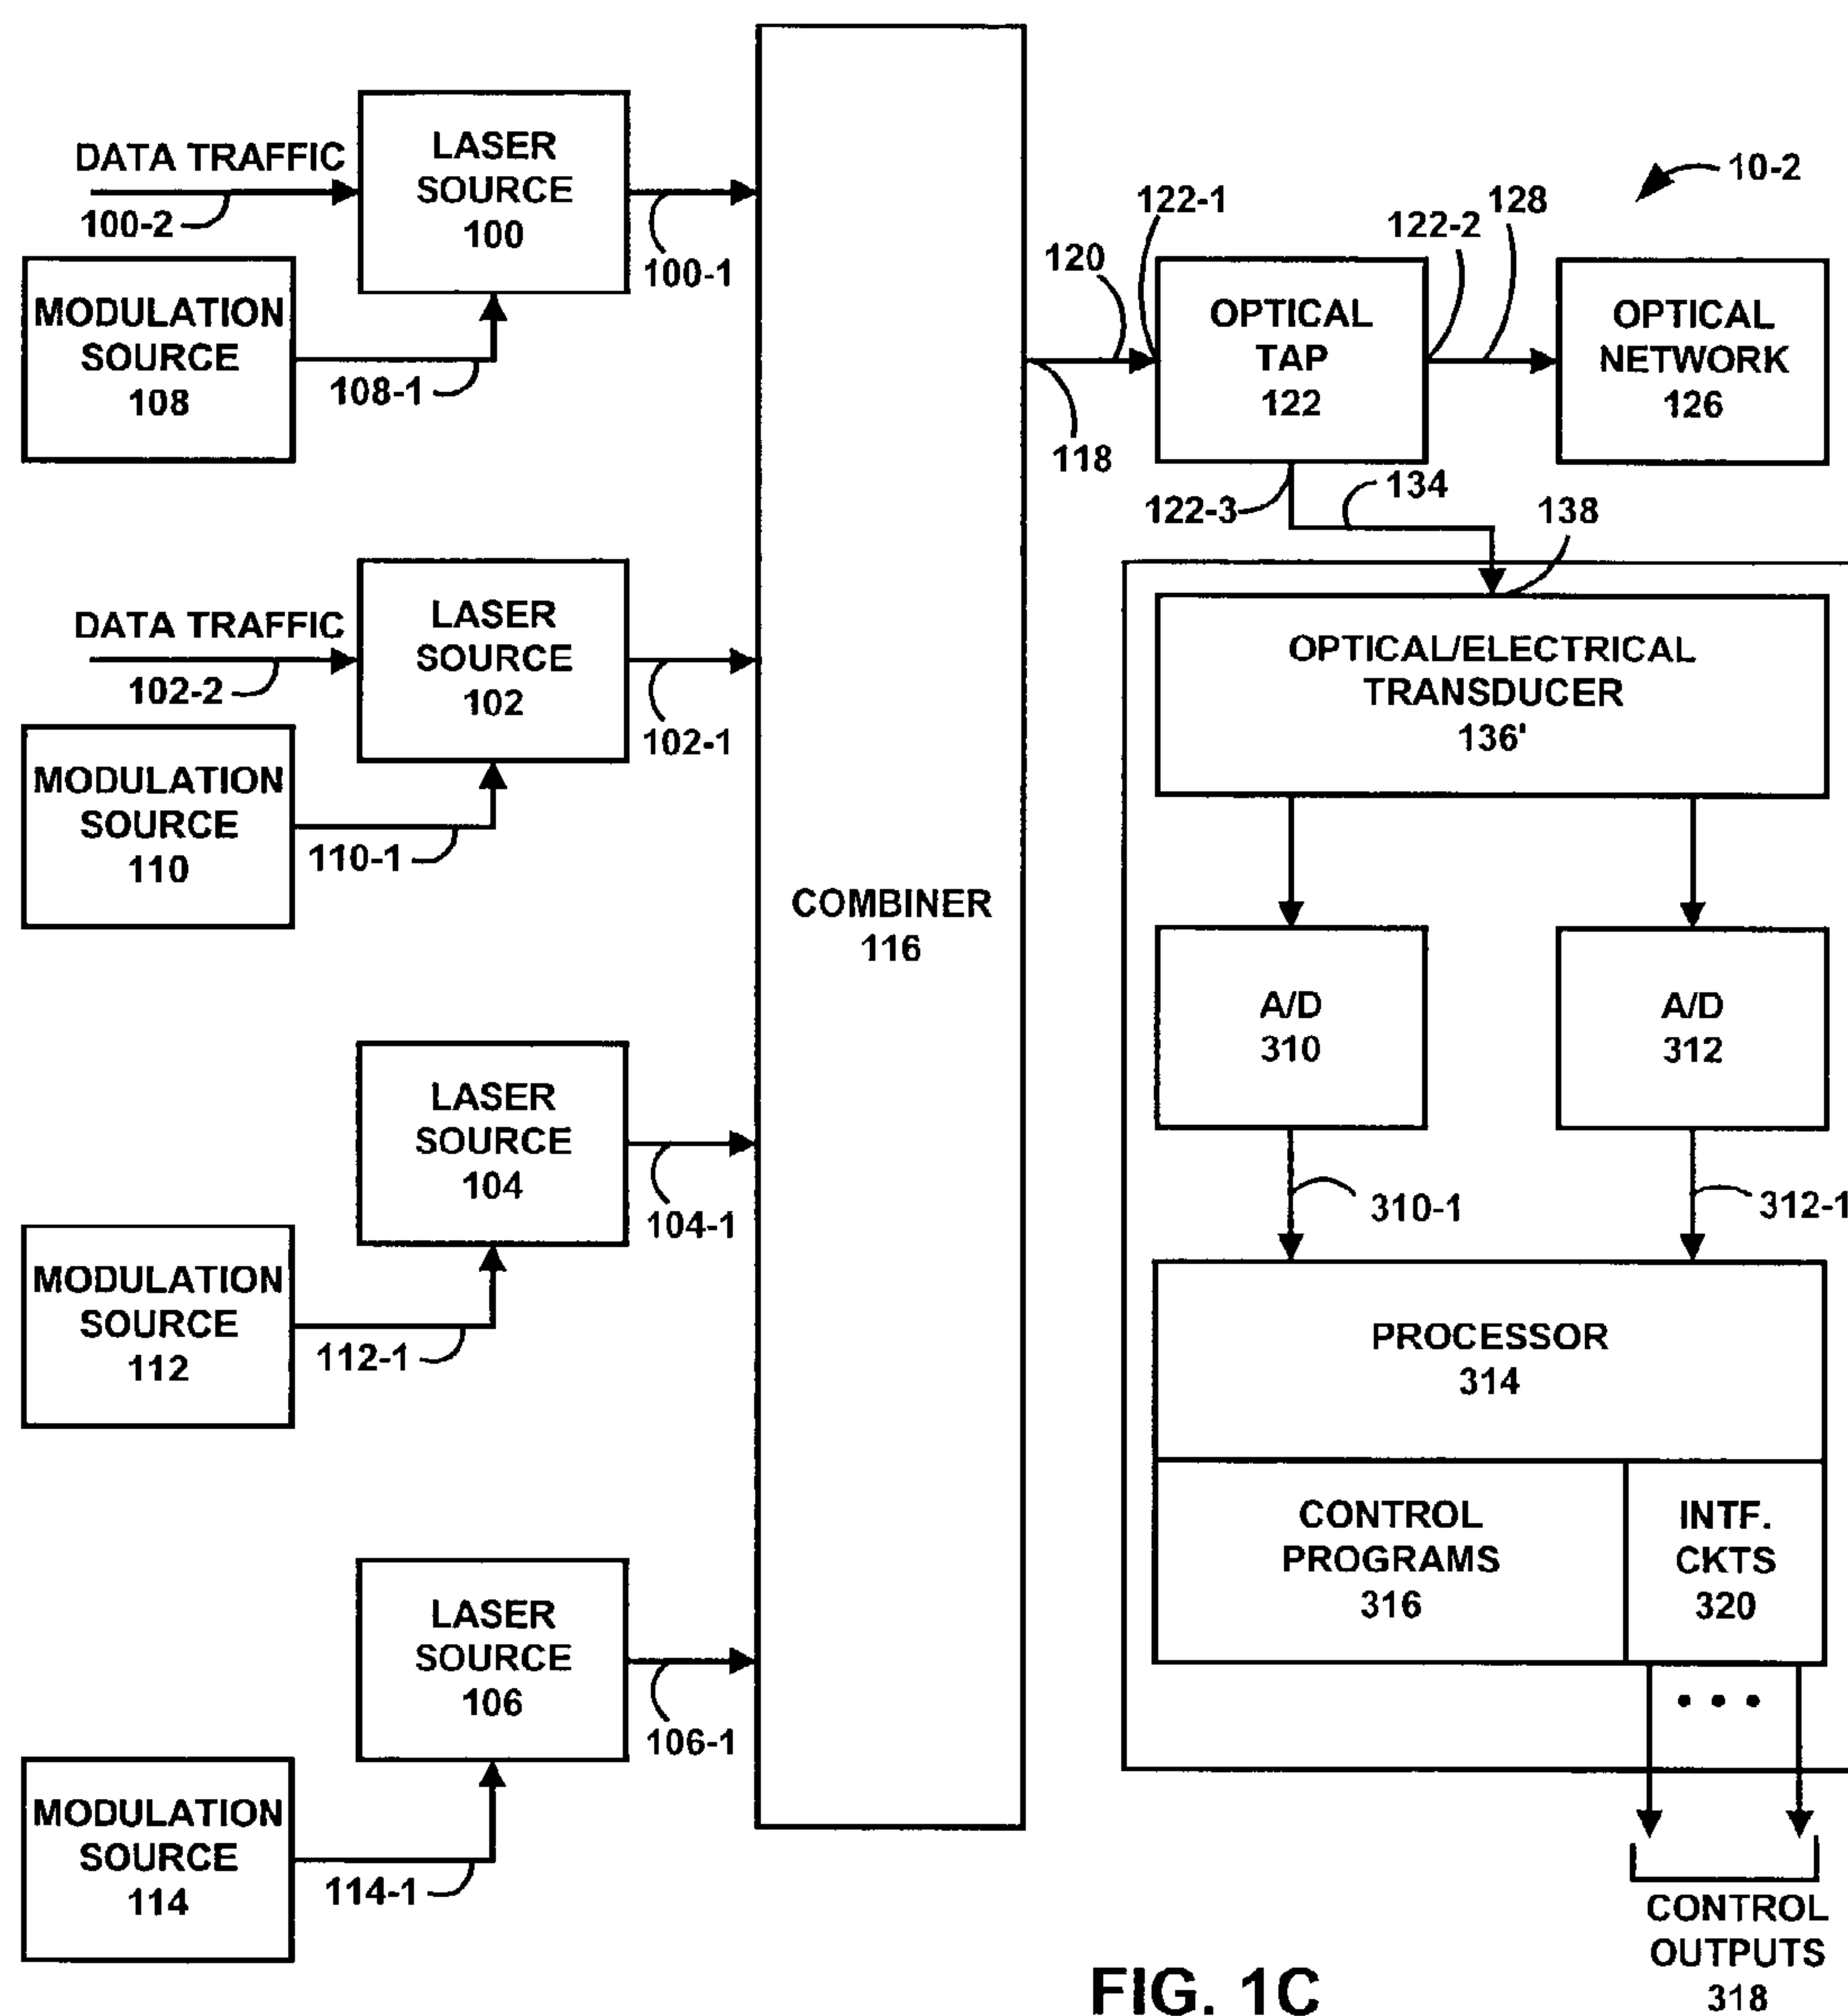 DATA TRAFFIC
100-2
LASER
SOURCE
100
100-1
MODULATION
SOURCE
108
108-1
DATA TRAFFIC
102-2
LASER
SOURCE
102
102-1
MODULATION
SOURCE
110
110-1
LASER
SOURCE
104
104-1
MODULATION
SOURCE
112
112-1
LASER
SOURCE
106
106-1
MODULATION
SOURCE
114
114-1
COMBINER
116
10-2
122-1
122-2
128
120
118
OPTICAL
TAP
122
OPTICAL
NETWORK
126
122-3
134
138
OPTICAL/ELECTRICAL
TRANSDUCER
136'
A/D
310
A/D
312
310-1
312-1
PROCESSOR
314
CONTROL
PROGRAMS
316
INTF.
CKTS
320
CONTROL
OUTPUTS
318
FIG. 1C